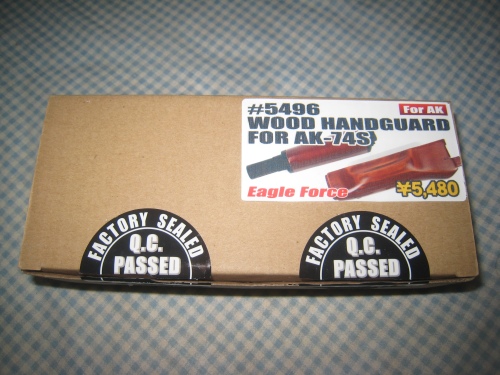 #5496
For AK
WOOD HANDGUARD
FOR AK-74S
Eagle Force
¥5,480
FACTORY SEALED
Q.C.
PASSED
FACTORY SEALED
Q.C.
PASSED